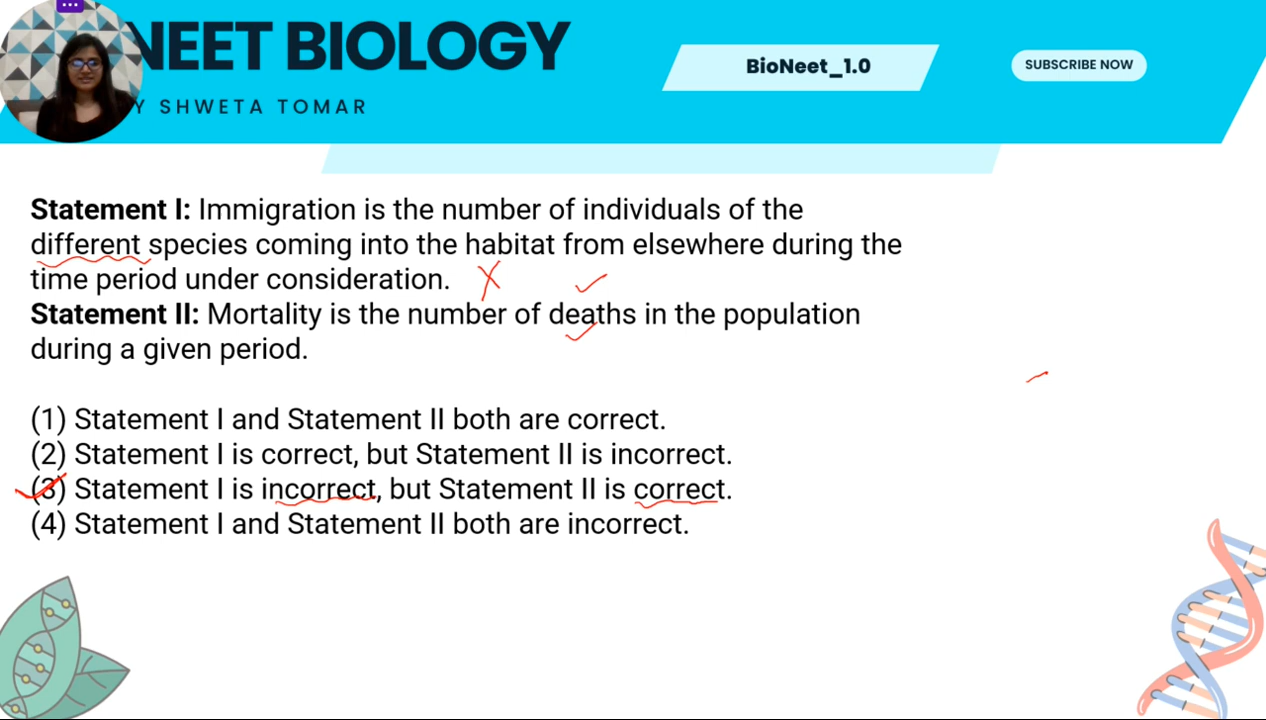 NEET BIOLOGY
BioNeet_1.0
SUBSCRIBE NOW
Y SHWETA TOMAR
Statement I: Immigration is the number of individuals of the
different species coming into the habitat from elsewhere during the
time period under consideration.
Statement II: Mortality is the number of deaths in the population
during a given period.
(1) Statement I and Statement II both are correct.
(2) Statement I is correct, but Statement II is incorrect.
(3) Statement I is incorrect, but Statement II is correct.
(4) Statement I and Statement II both are incorrect.